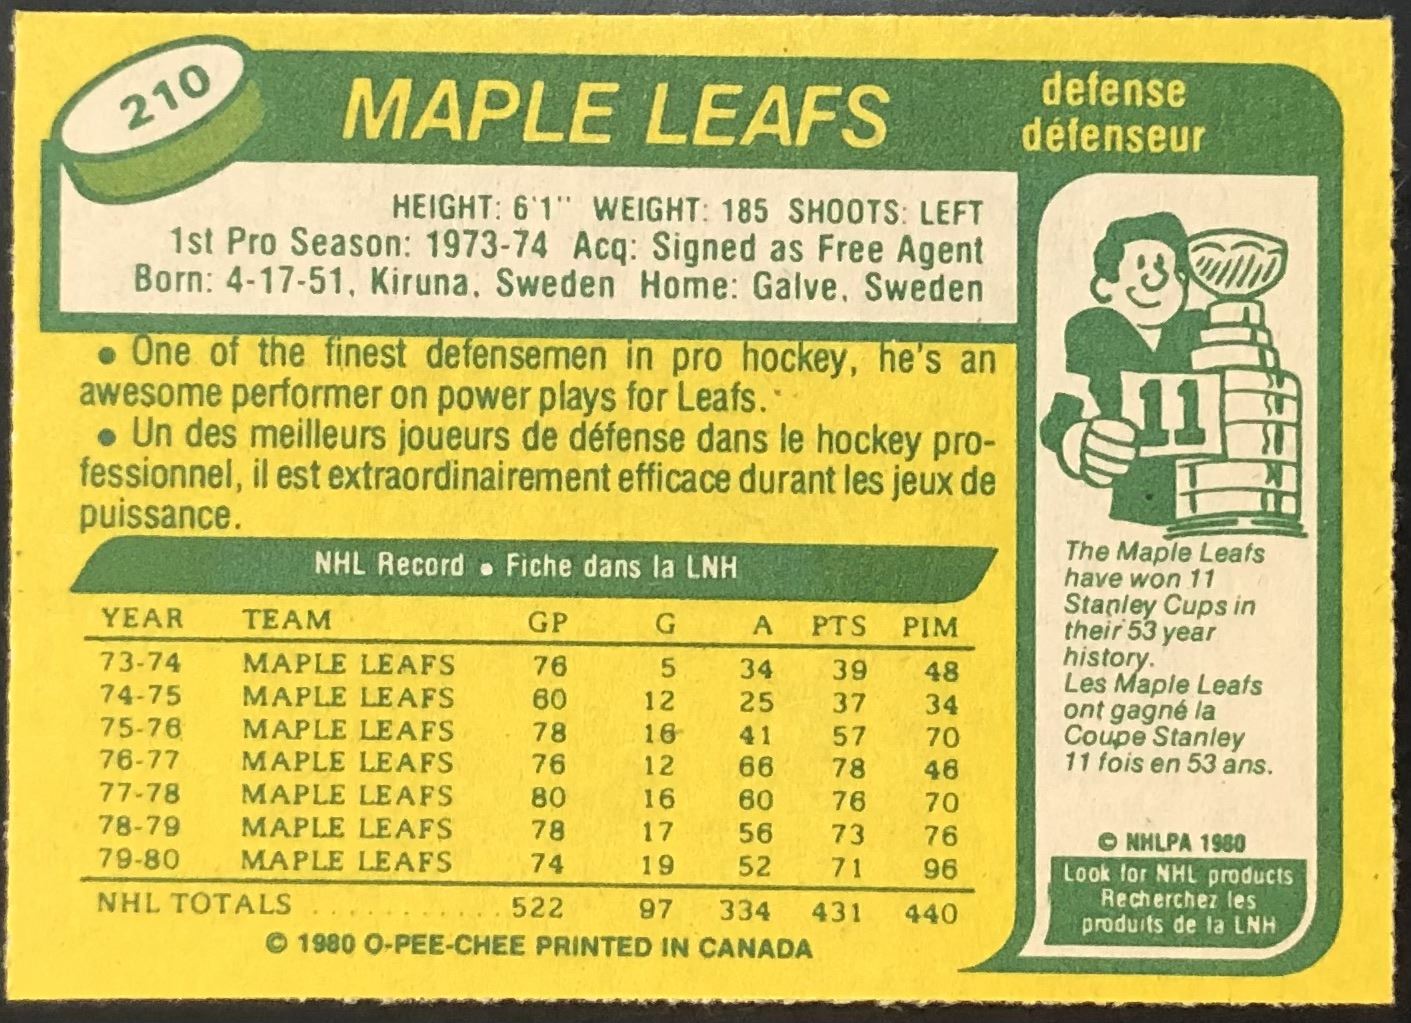 210
MAPLE LEAFS
defense
défenseur
HEIGHT: 6'1" WEIGHT: 185 SHOOTS: LEFT
1st Pro Season: 1973-74 Acq: Signed as Free Agent
Born: 4-17-51, Kiruna, Sweden Home: Galve, Sweden
• One of the finest defensemen in pro hockey, he's an
awesome performer on power plays for Leafs.
• Un des meilleurs joueurs de défense dans le hockey pro-
fessionnel, il est extraordinairement efficace durant les jeux de
puissance.
NHL Record • Fiche dans la LNH
YEAR TEAM GP G A PTS PIM
73-74 MAPLE LEAFS 76 5 34 39 48
74-75 MAPLE LEAFS 60 12 25 37 34
75-76 MAPLE LEAFS 78 16 41 57 70
76-77 MAPLE LEAFS 76 12 66 78 46
77-78 MAPLE LEAFS 80 16 60 76 70
78-79 MAPLE LEAFS 78 17 56 73 76
79-80 MAPLE LEAFS 74 19 52 71 96
NHL TOTALS ........... 522 97 334 431 440
© 1980 O-PEE-CHEE PRINTED IN CANADA
11
The Maple Leafs
have won 11
Stanley Cups in
their 53 year
history.
Les Maple Leafs
ont gagné la
Coupe Stanley
11 fois en 53 ans.
© NHLPA 1980
Look for NHL products
Recherchez les
produits de la LNH